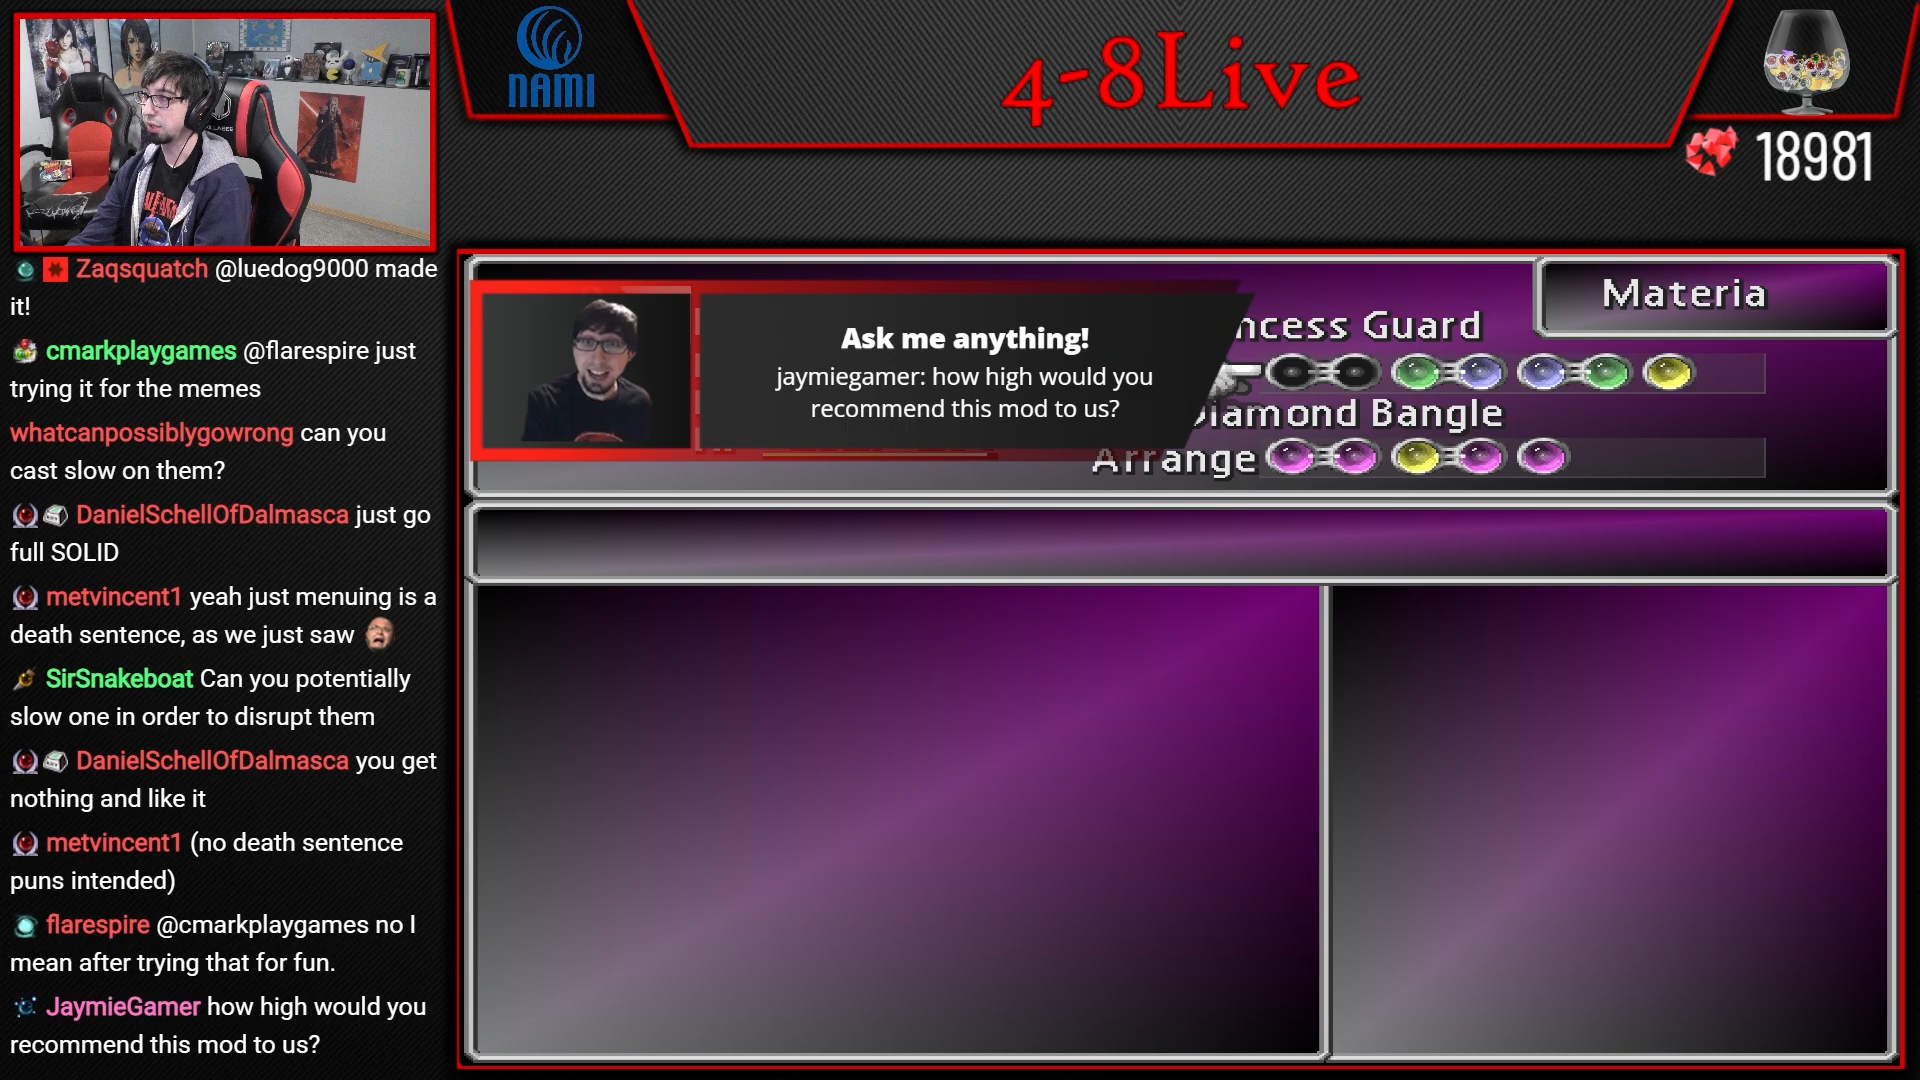 NAMI
4-8Live
18981
Zaqsquatch @luedog9000 made
it!
cmarkplaygames @flarespire just
trying it for the memes
whatcanpossiblygowrong can you
cast slow on them?
DanielSchellOfDalmasca just go
full SOLID
metvincent1 yeah just menuing is a
death sentence, as we just saw
SirSnakeboat Can you potentially
slow one in order to disrupt them
DanielSchellOfDalmasca you get
nothing and like it
metvincent1 (no death sentence
puns intended)
flarespire @cmarkplaygames no I
mean after trying that for fun.
JaymieGamer how high would you
recommend this mod to us?
Ask me anything!
jaymiegamer: how high would you
recommend this mod to us?
Materia
ncess Guard
Diamond Bangle
Arrange